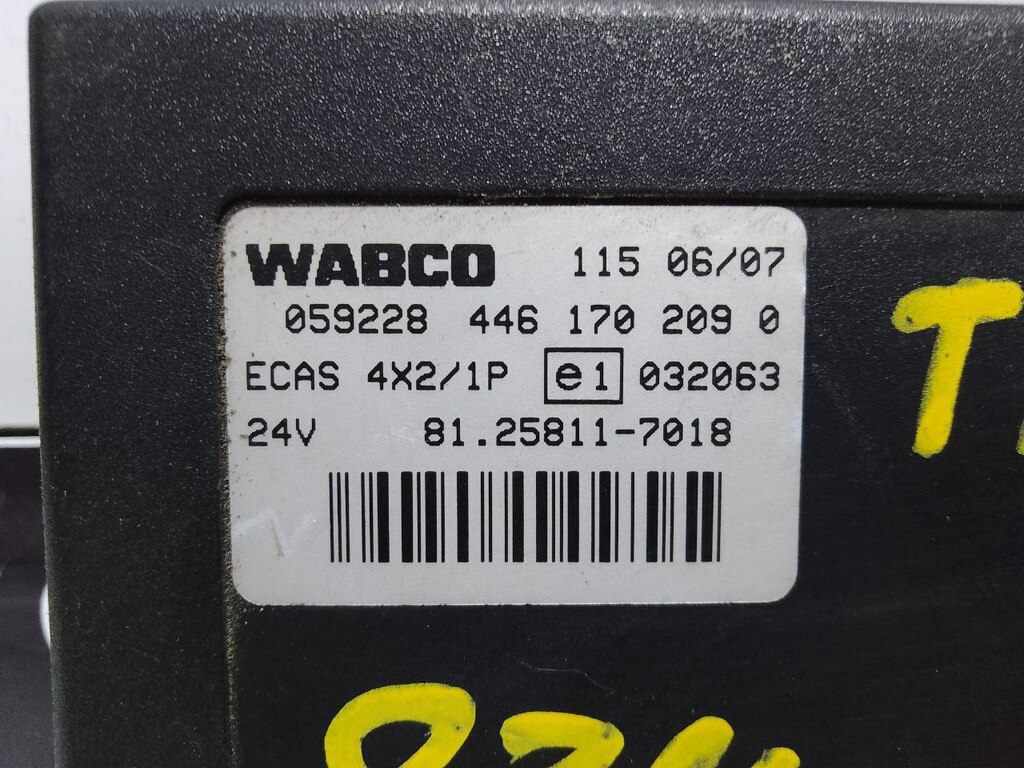 WABCO 115 06/07
059228 446 170 209 0
ECAS 4X2/1P e1 032063
24V 81.25811-7018